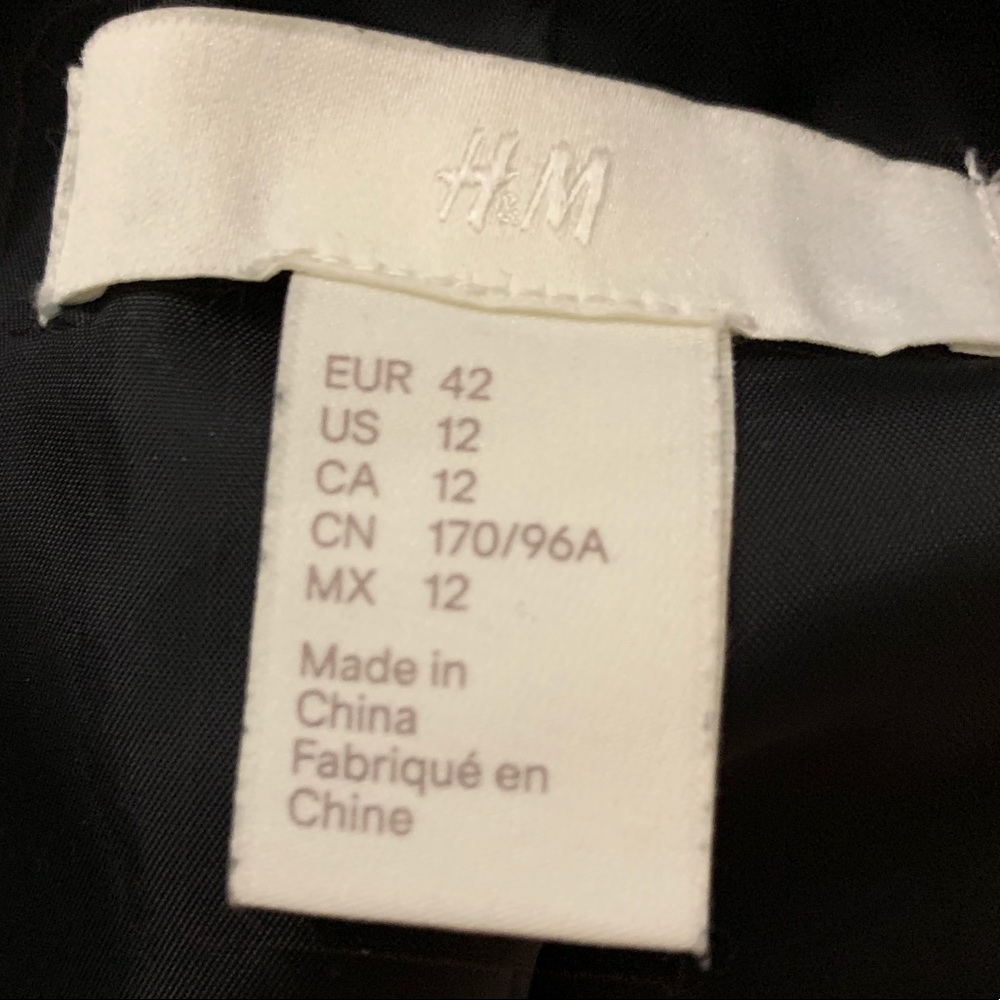 H&M
EUR 42
US 12
CA 12
CN 170/96A
MX 12
Made in
China
Fabriqué en
Chine